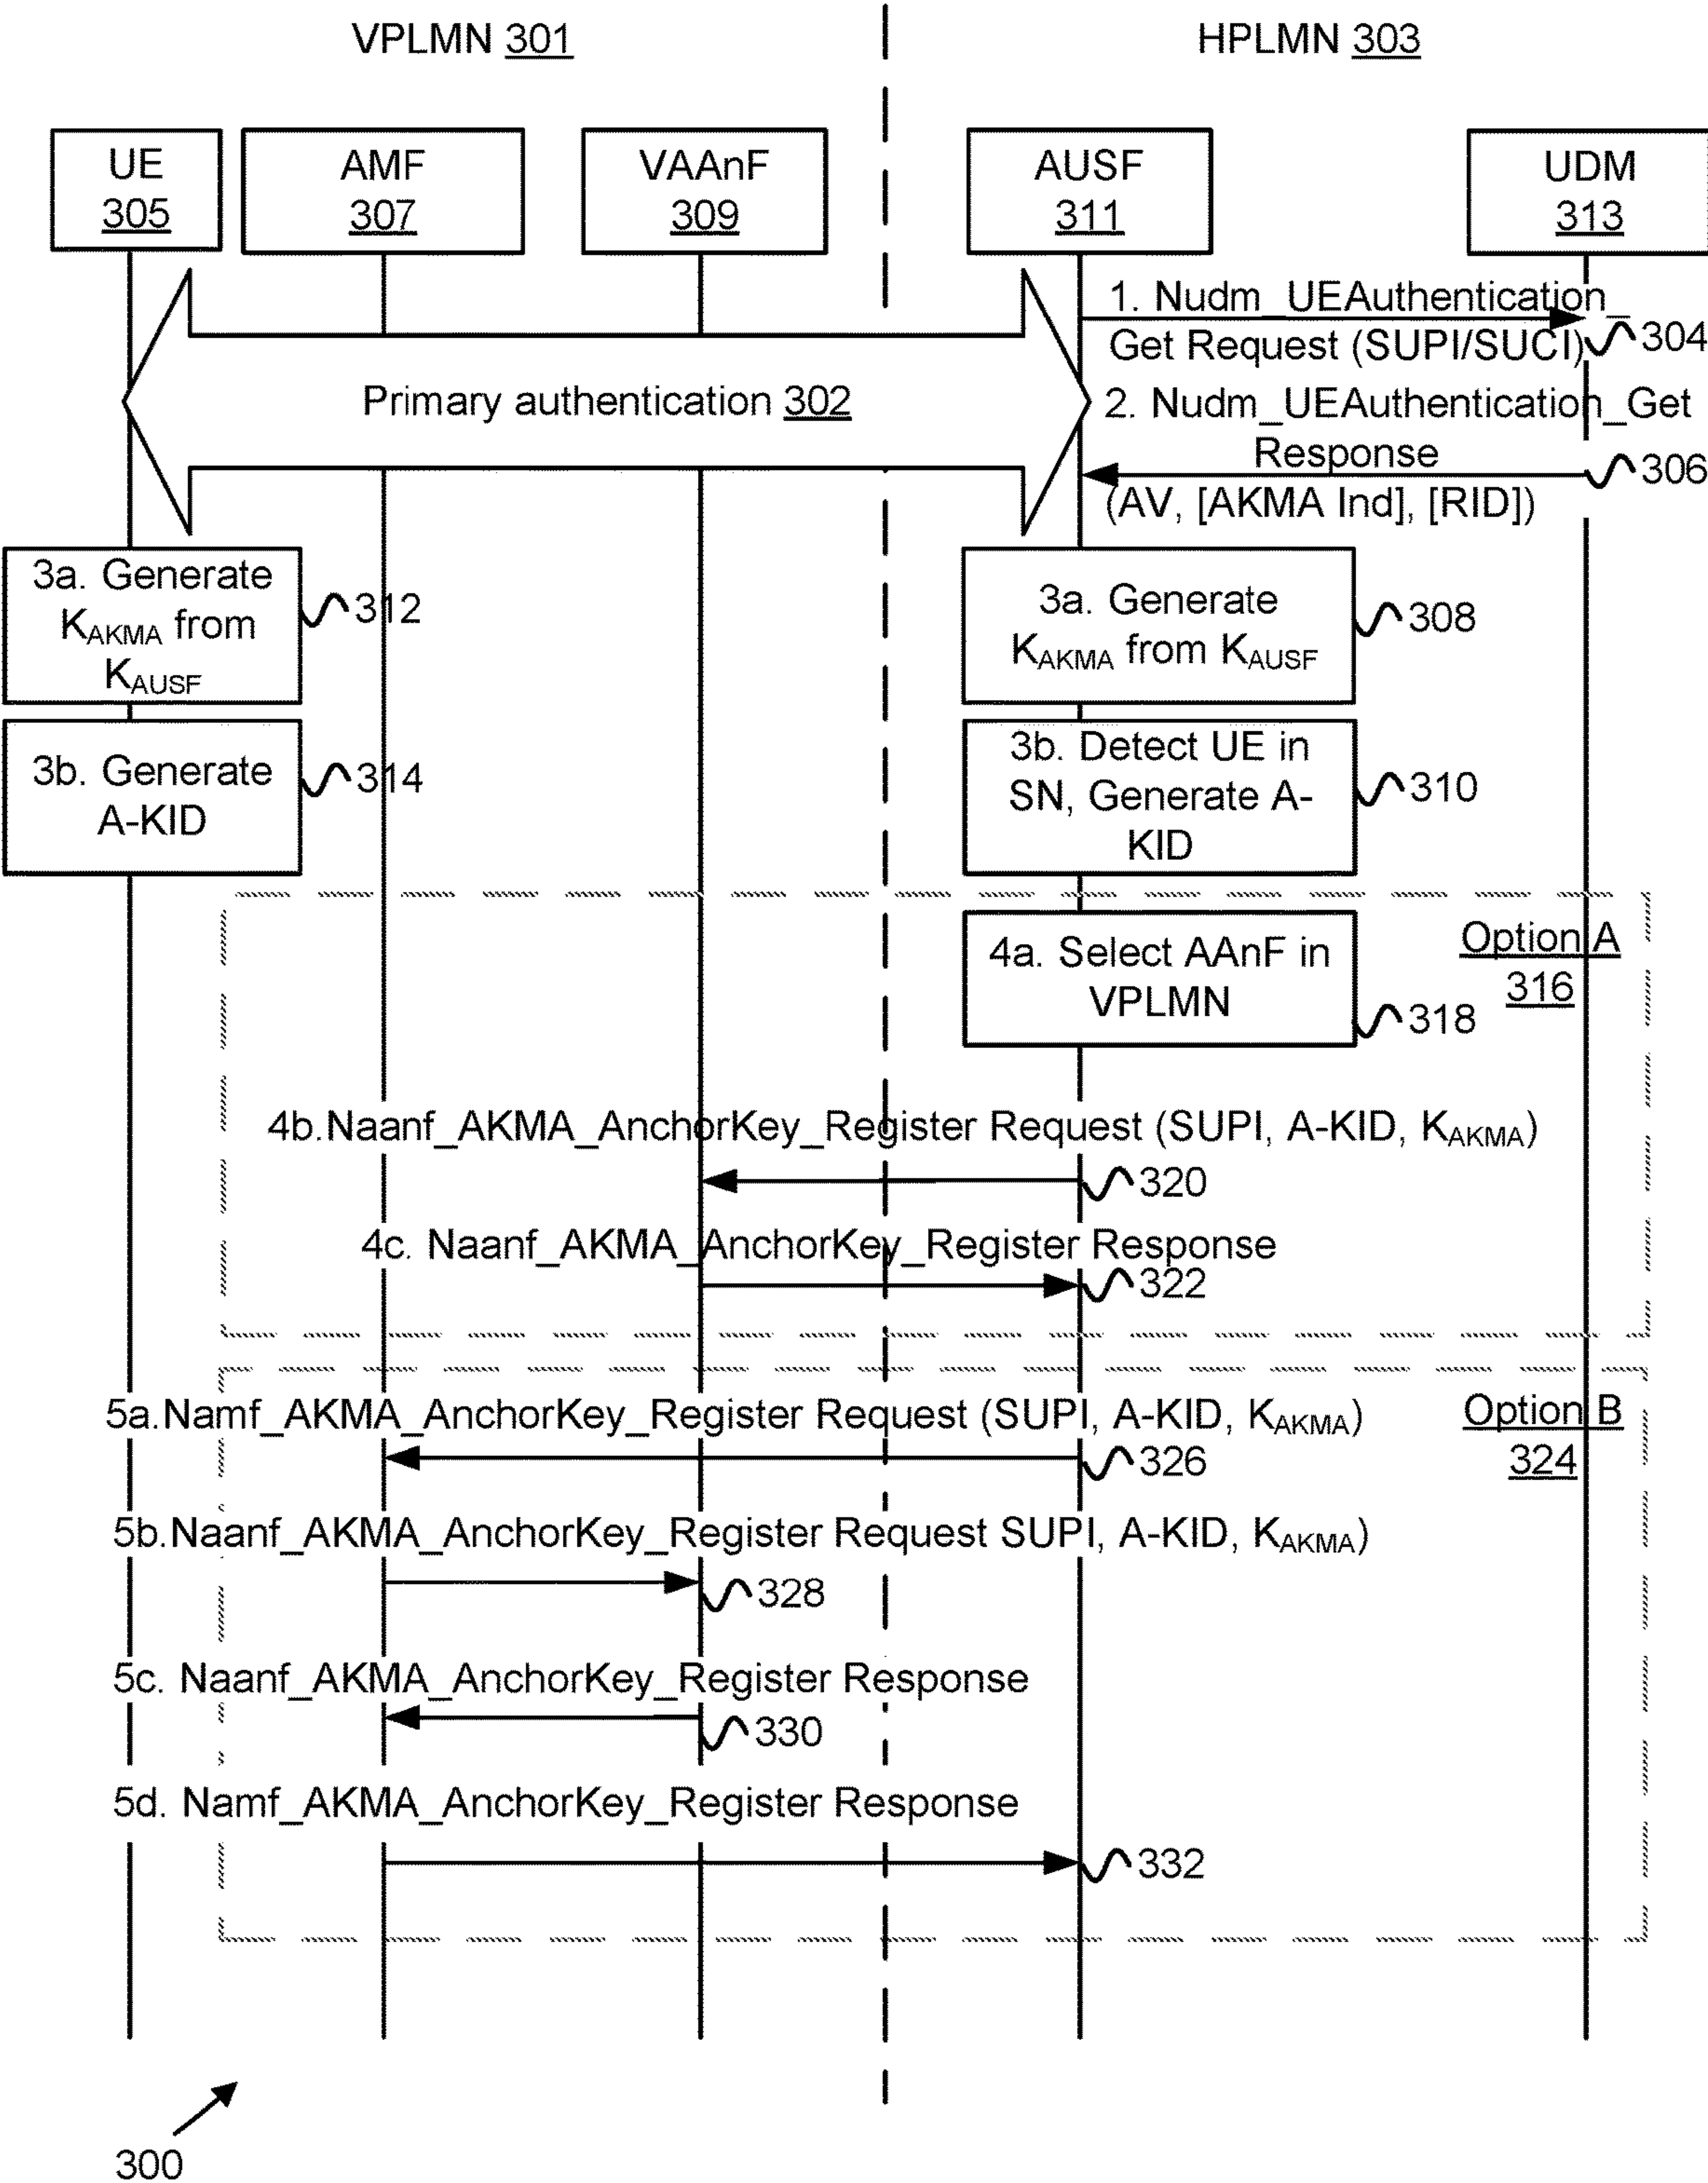 VPLMN 301
HPLMN 303
UE
305
AMF
307
VAAnF
309
AUSF
311
UDM
313
1. Nudm_UEAuthentication_
Get Request (SUPI/SUCI)
304
Primary authentication 302
2. Nudm_UEAuthentication_Get
Response
306
(AV, [AKMA Ind], [RID])
3a. Generate
KAKMA from
KAUSF
312
3a. Generate
KAKMA from KAUSF
308
3b. Generate
A-KID
314
3b. Detect UE in
SN, Generate A-
KID
310
Option A
316
4a. Select AAnF in
VPLMN
318
4b.Naanf_AKMA_AnchorKey_Register Request (SUPI, A-KID, KAKMA)
320
4c. Naanf_AKMA_AnchorKey_Register Response
322
5a.Namf_AKMA_AnchorKey_Register Request (SUPI, A-KID, KAKMA)
Option B
324
326
5b.Naanf_AKMA_AnchorKey_Register Request SUPI, A-KID, KAKMA)
328
5c. Naanf_AKMA_AnchorKey_Register Response
330
5d. Namf_AKMA_AnchorKey_Register Response
332
300